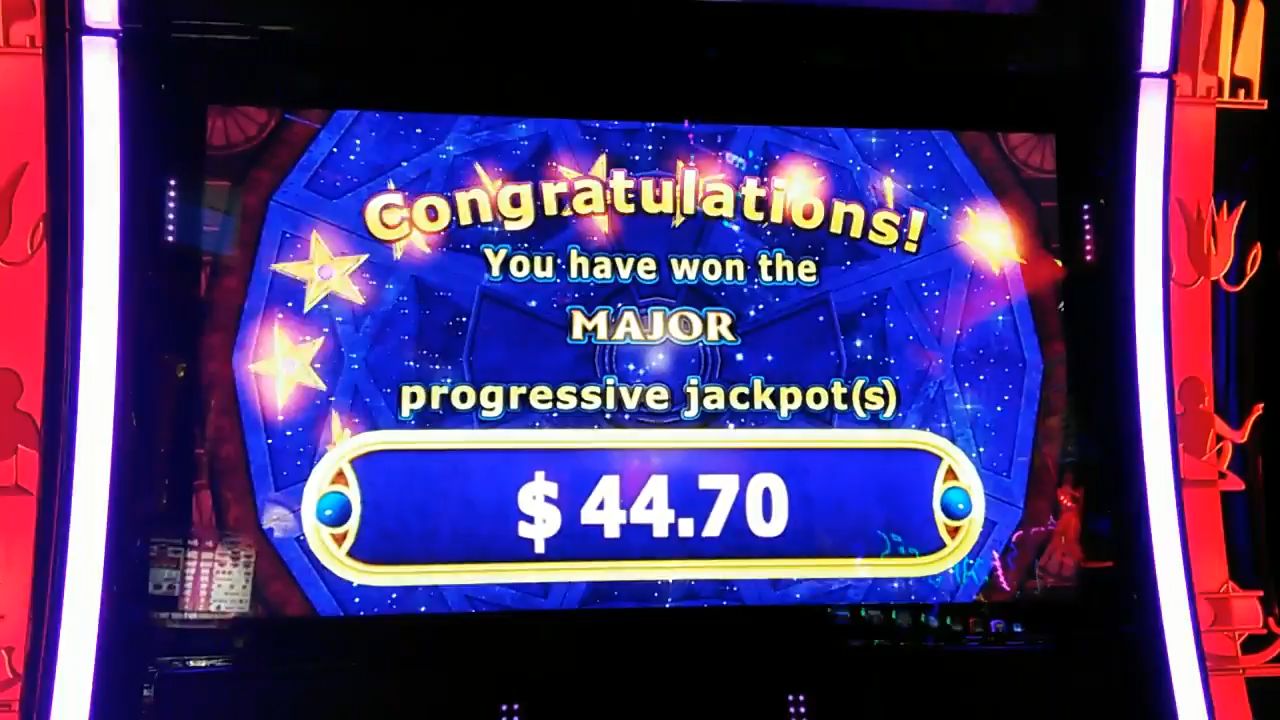 Congratulations!
You have won the
MAJOR
progressive jackpot(s)
$44.70